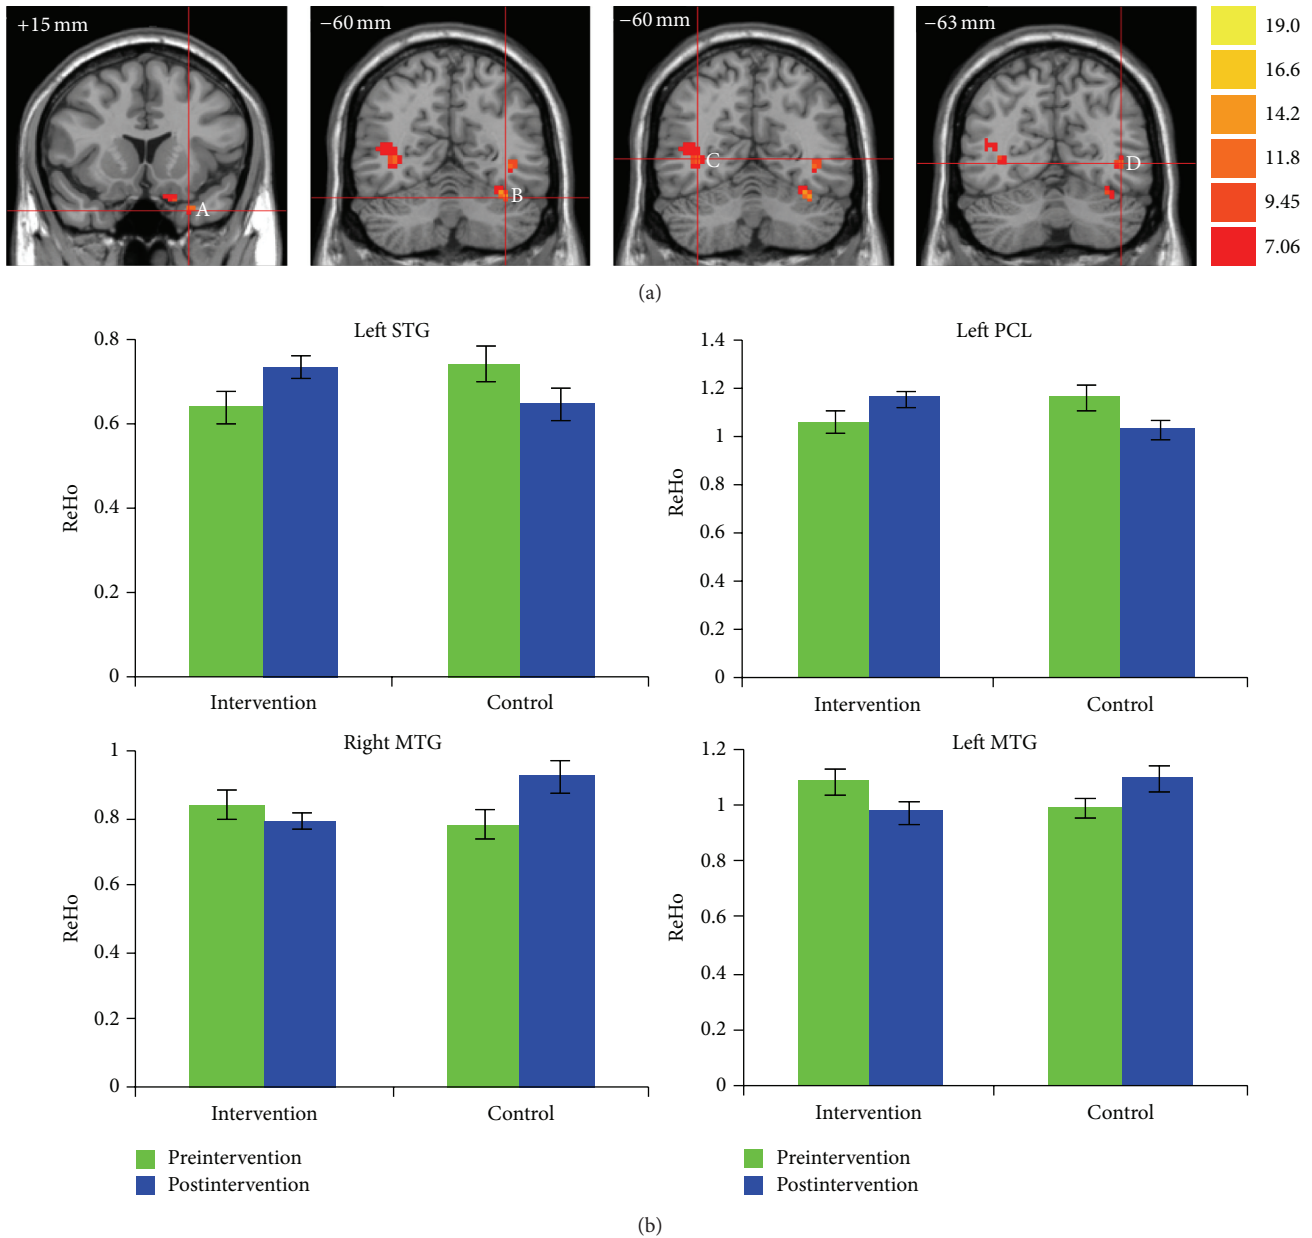 +15 mm
−60 mm
−60 mm
−63 mm
A
B
C
D
19.0
16.6
14.2
11.8
9.45
7.06
(a)
Left STG
0.8
0.6
0.4
0.2
0
ReHo
Intervention Control
Left PCL
1.4
1.2
1
0.8
0.6
0.4
0.2
0
ReHo
Intervention Control
Right MTG
1
0.8
0.6
0.4
0.2
0
ReHo
Intervention Control
Preintervention
Postintervention
Left MTG
1.2
1
0.8
0.6
0.4
0.2
0
ReHo
Intervention Control
Preintervention
Postintervention
(b)